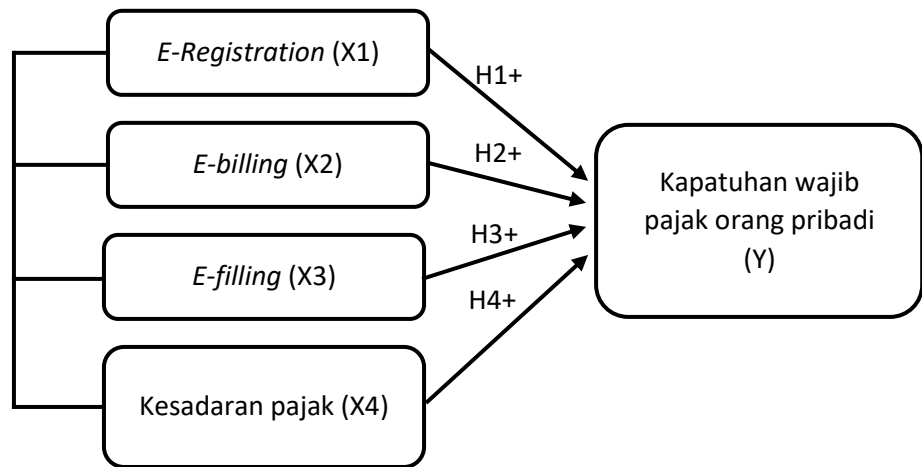 E-Registration (X1)
H1+
E-billing (X2)
H2+
Kapatuhan wajib
pajak orang pribadi
(Y)
E-filling (X3)
H3+
H4+
Kesadaran pajak (X4)